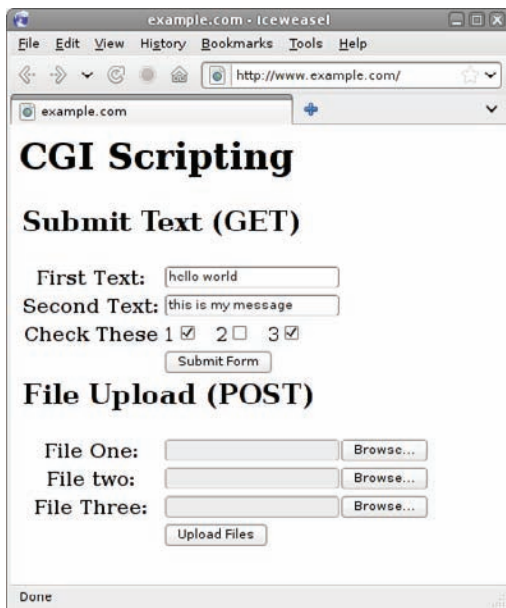 example.com - Iceweasel
File Edit View History Bookmarks Tools Help
http://www.example.com/
example.com
CGI Scripting
Submit Text (GET)
First Text: hello world
Second Text: this is my message
Check These 1 2 3
Submit Form
File Upload (POST)
File One: Browse...
File two: Browse...
File Three: Browse...
Upload Files
Done